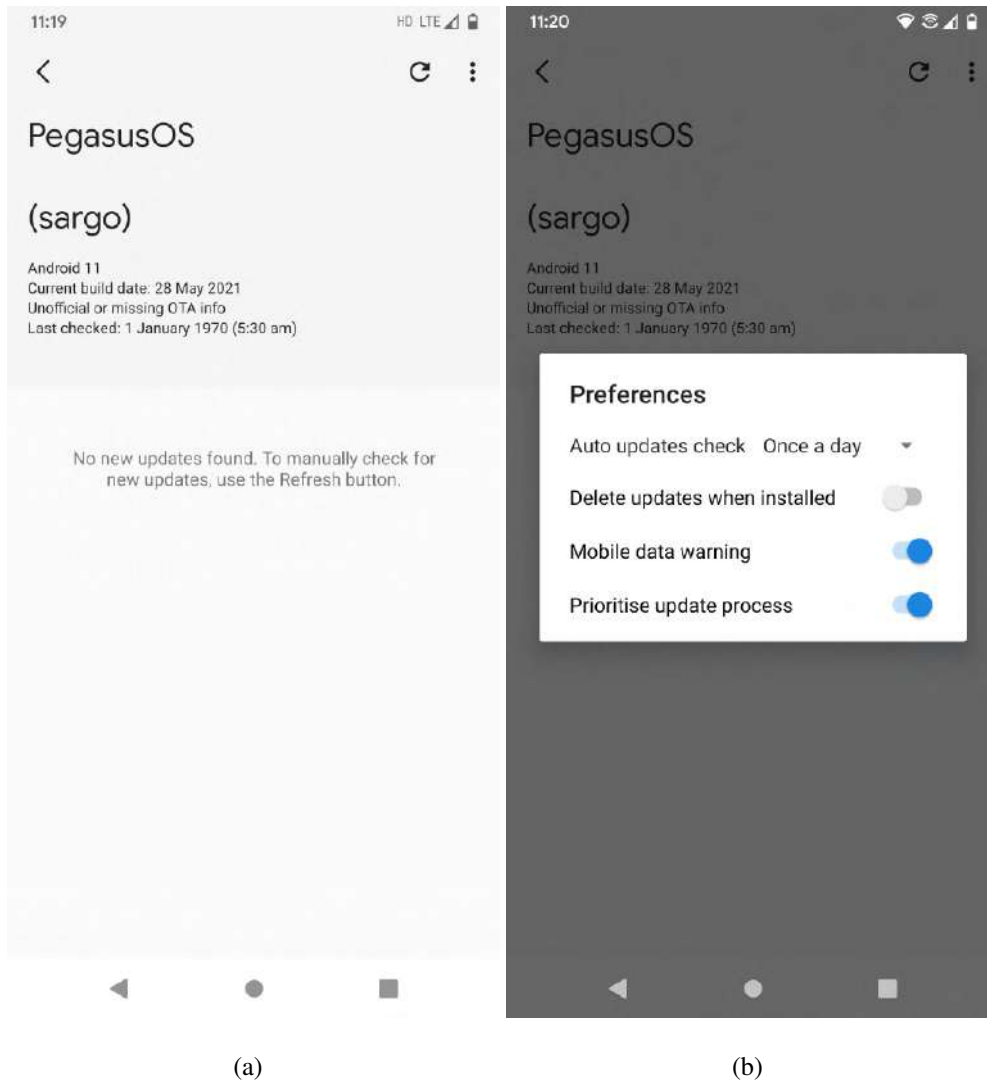 11:19
HD LTE
PegasusOS
(sargo)
Android 11
Current build date: 28 May 2021
Unofficial or missing OTA info
Last checked: 1 January 1970 (5:30 am)
No new updates found. To manually check for
new updates, use the Refresh button.
(a)
11:20
PegasusOS
(sargo)
Android 11
Current build date: 28 May 2021
Unofficial or missing OTA info
Last checked: 1 January 1970 (5:30 am)
Preferences
Auto updates check Once a day
Delete updates when installed
Mobile data warning
Prioritise update process
(b)